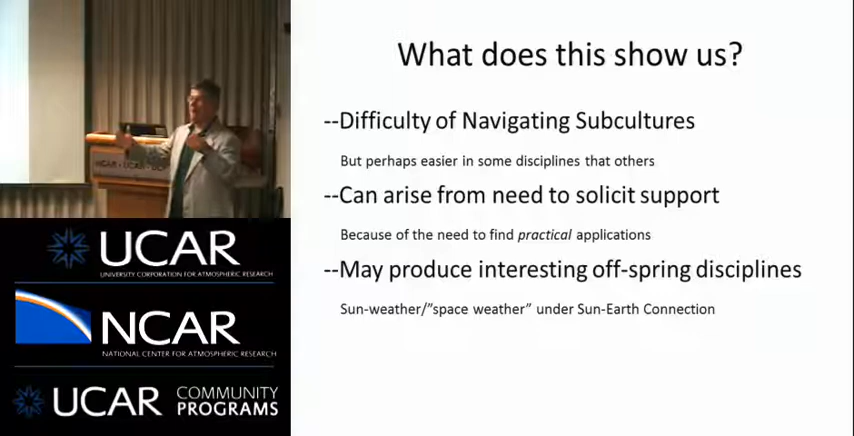 What does this show us?
--Difficulty of Navigating Subcultures
But perhaps easier in some disciplines that others
--Can arise from need to solicit support
Because of the need to find practical applications
--May produce interesting off-spring disciplines
Sun-weather/”space weather” under Sun-Earth Connection
NCAR • UCAR •
UCAR
UNIVERSITY CORPORATION FOR ATMOSPHERIC RESEARCH
NCAR
NATIONAL CENTER FOR ATMOSPHERIC RESEARCH
UCAR
COMMUNITY
PROGRAMS